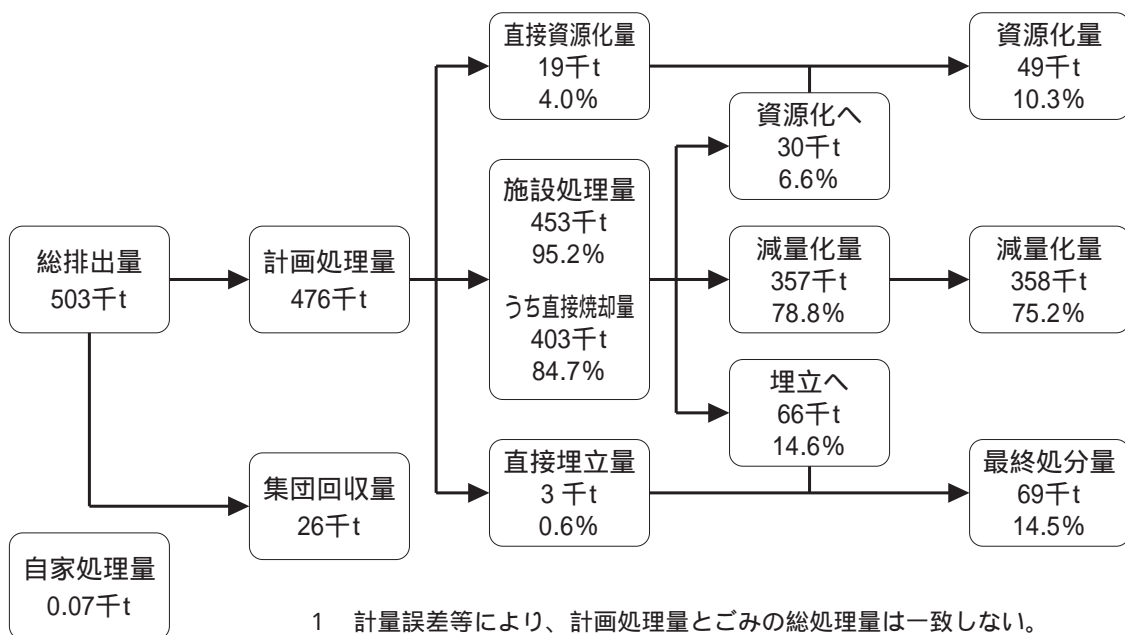 総排出量
503千t
計画処理量
476千t
集団回収量
26千t
自家処理量
0.07千t
直接資源化量
19千t
4.0%
施設処理量
453千t
95.2%
うち直接焼却量
403千t
84.7%
直接埋立量
3 千t
0.6%
資源化へ
30千t
6.6%
減量化量
357千t
78.8%
埋立へ
66千t
14.6%
資源化量
49千t
10.3%
減量化量
358千t
75.2%
最終処分量
69千t
14.5%
1 計量誤差等により、計画処理量とごみの総処理量は一致しない。